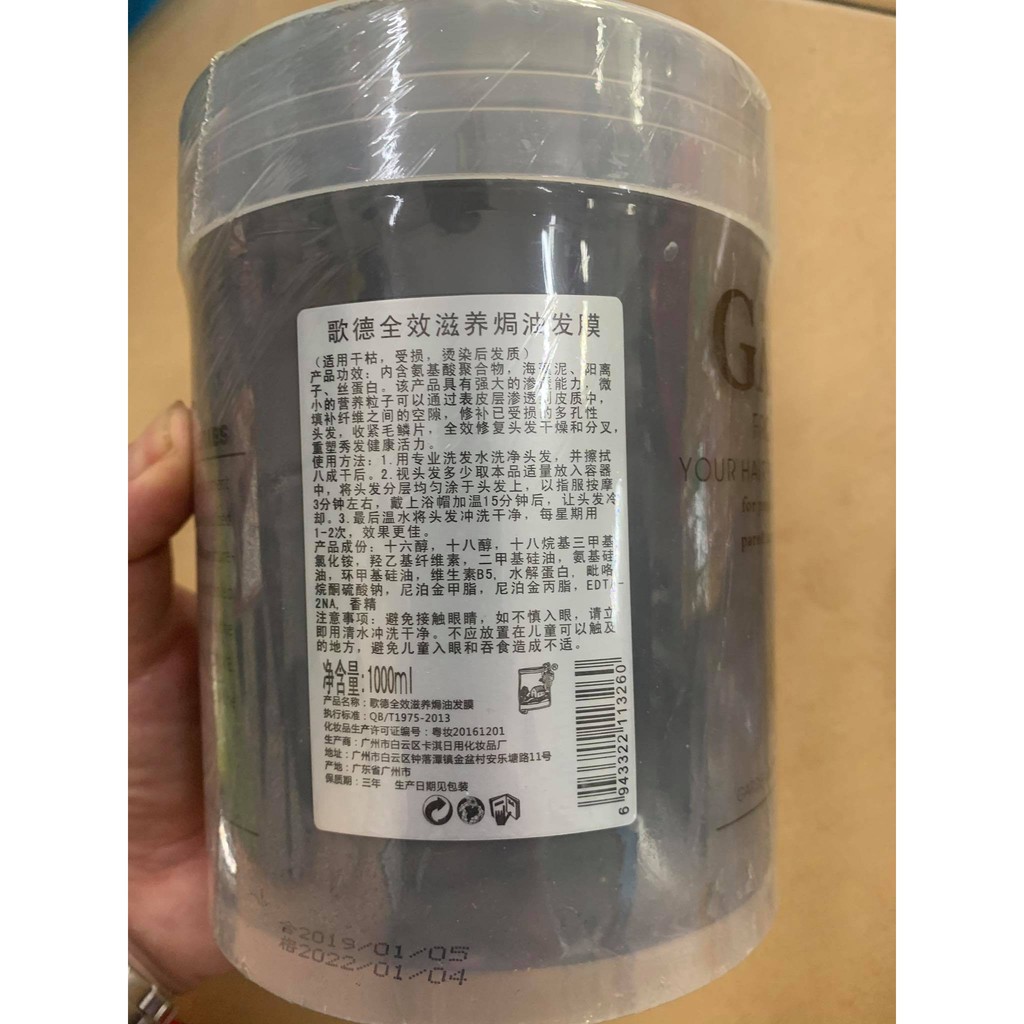 歌德全效滋养焗油发膜
(适用干枯，受损，烫染后发质)
产品功效：内含氨基酸聚合物，海藻泥、阳离
子、丝蛋白。该产品具有强大的渗透能力，微
小的营养粒子可以通过表皮层渗透到皮质中，
填补纤维之间的空隙，修补已受损的多孔性
头发，收紧毛鳞片，全效修复头发干燥和分叉，
重塑秀发健康活力。
使用方法：1.用专业洗发水洗净头发，并擦拭
八成干后。2.视头发多少取本品适量放入容器
中，将头发分层均匀涂于头发上，以指服按摩
3分钟左右，戴上浴帽加温15分钟后，让头发冷
却。3.最后温水将头发冲洗干净，每星期用
1-2次，效果更佳。
产品成份：十六醇，十八醇，十八烷基三甲基
氯化铵，羟乙基纤维素，二甲基硅油，氨基硅
油，环甲基硅油，维生素B5，水解蛋白，吡咯
烷酮硫酸钠，尼泊金甲脂，尼泊金丙脂，EDTA-
2NA，香精
注意事项：避免接触眼睛，如不慎入眼，请立
即用清水冲洗干净。不应放置在儿童可以触及
的地方，避免儿童入眼和吞食造成不适。
净含量：1000ml
产品名称：歌德全效滋养焗油发膜
执行标准：QB/T1975-2013
化妆品生产许可证编号：粤妆20161201
生产商：广州市白云区卡淇日用化妆品厂
地址：广州市白云区钟落潭镇金盆村安乐塘路11号
产地：广东省广州市
保质期：三年 生产日期见包装
6 943322 113260
YOUR HAI
for
合2019/01/05
格2022/01/04